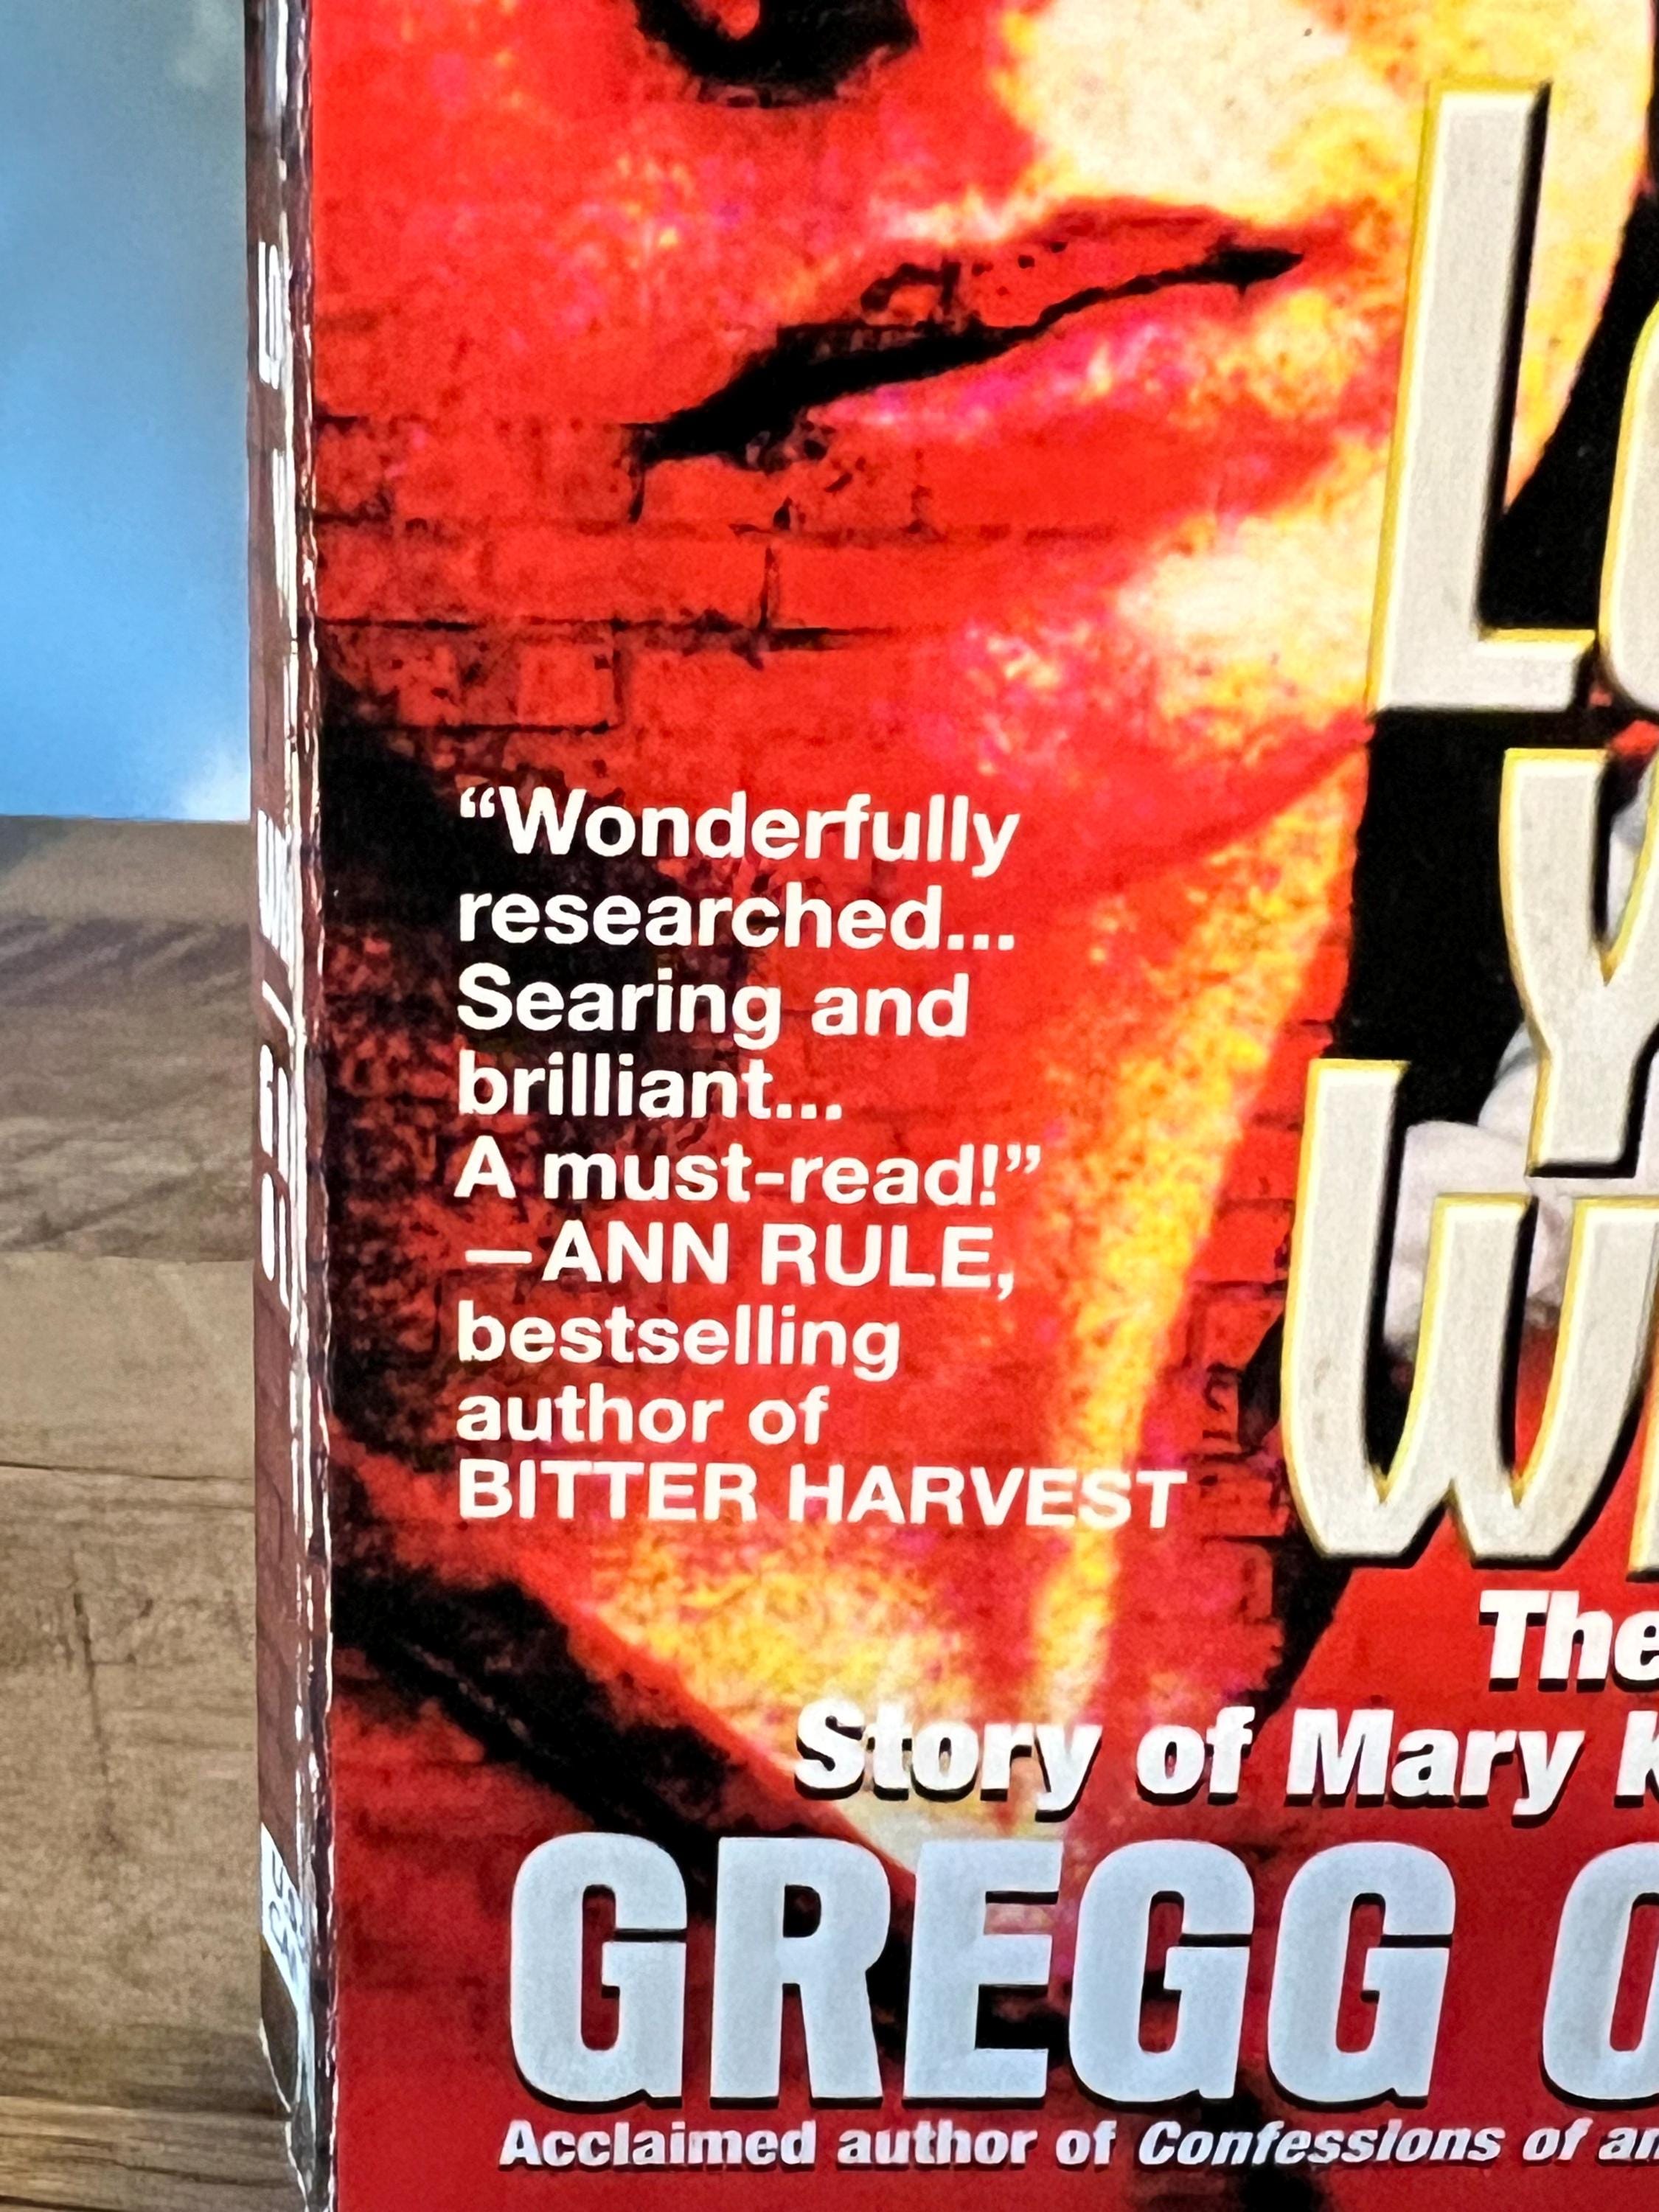 “Wonderfully
researched...
Searing and
brilliant...
A must-read!”
—ANN RULE,
bestselling
author of
BITTER HARVEST
The
Story of Mary K
GREGG O
Acclaimed author of Confessions of an